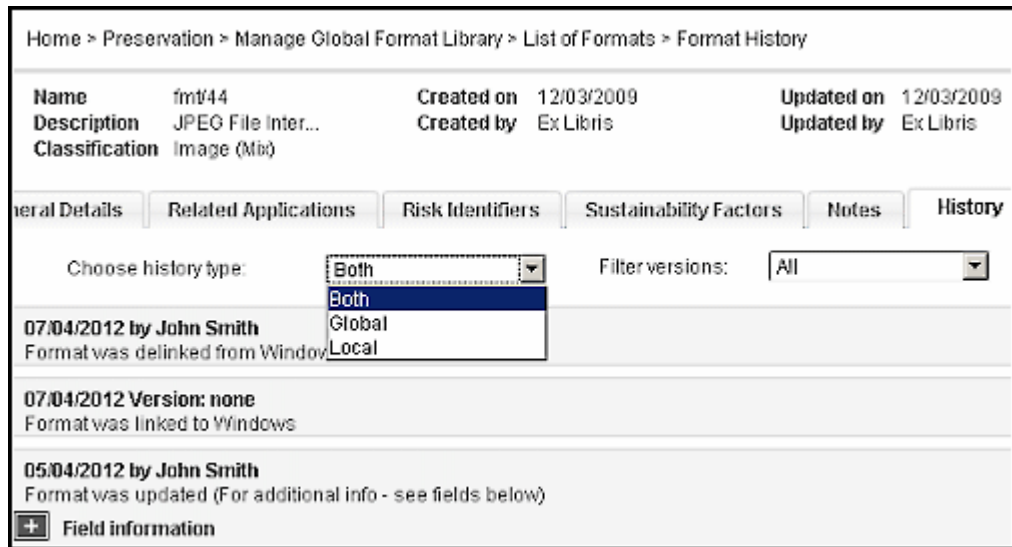 Home > Preservation > Manage Global Format Library > List of Formats > Format History
Name fmt/44 Created on 12/03/2009 Updated on 12/03/2009
Description JPEG File Inter... Created by Ex Libris Updated by Ex Libris
Classification Image (Mix)
neral Details Related Applications Risk Identifiers Sustainability Factors Notes History
Choose history type: Both Filter versions: All
Both
Global
Local
07/04/2012 by John Smith
Format was delinked from Window
07/04/2012 Version: none
Format was linked to Windows
05/04/2012 by John Smith
Format was updated (For additional info - see fields below)
+ Field information